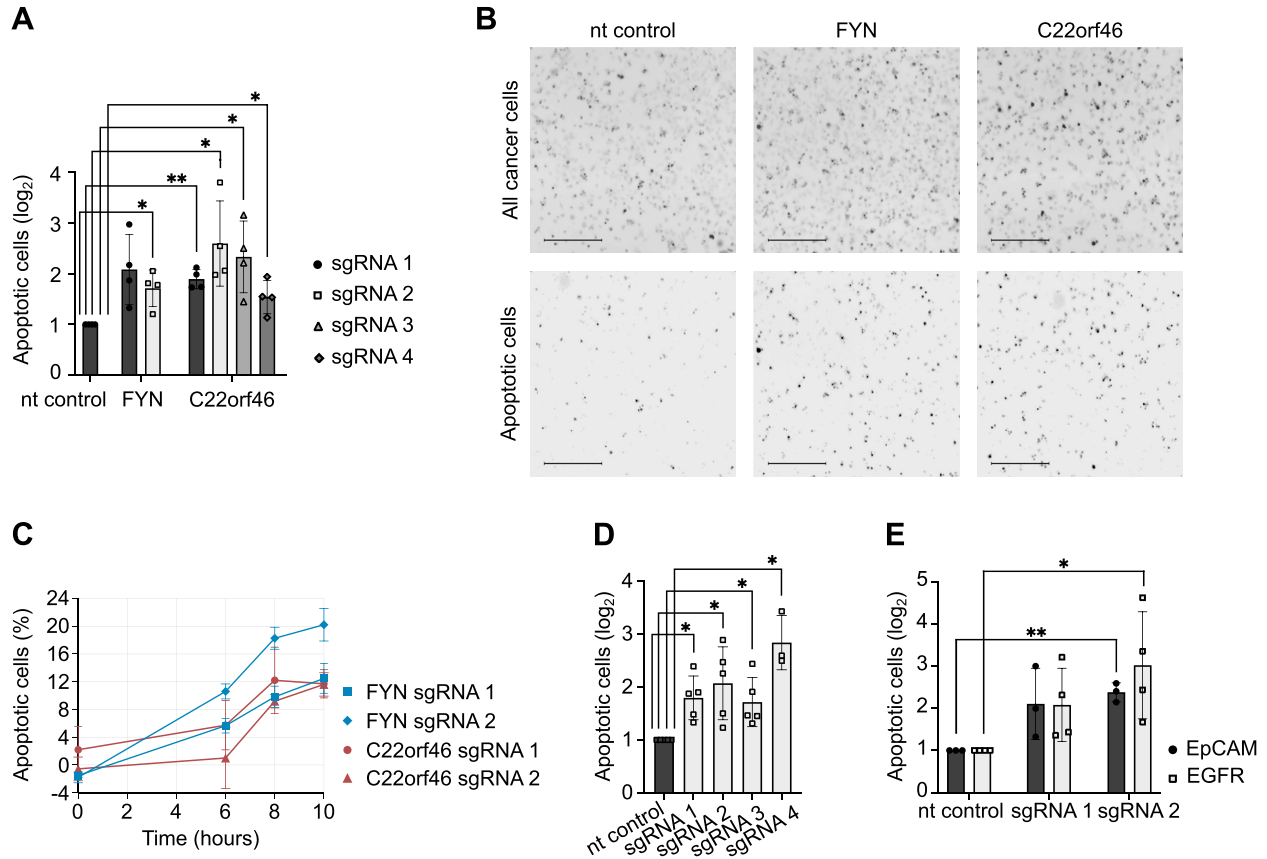 A
Apoptotic cells (log2)
4
3
2
1
0
*
*
*
**
*
nt control
FYN
C22orf46
sgRNA 1
sgRNA 2
sgRNA 3
sgRNA 4
B
nt control
FYN
C22orf46
All cancer cells
Apoptotic cells
C
Apoptotic cells (%)
24
20
16
12
8
4
0
-4
0
2
4
6
8
10
Time (hours)
FYN sgRNA 1
FYN sgRNA 2
C22orf46 sgRNA 1
C22orf46 sgRNA 2
D
Apoptotic cells (log2)
4
3
2
1
0
*
*
*
*
nt control
sgRNA 1
sgRNA 2
sgRNA 3
sgRNA 4
E
Apoptotic cells (log2)
5
4
3
2
1
0
*
**
nt control
sgRNA 1
sgRNA 2
EpCAM
EGFR